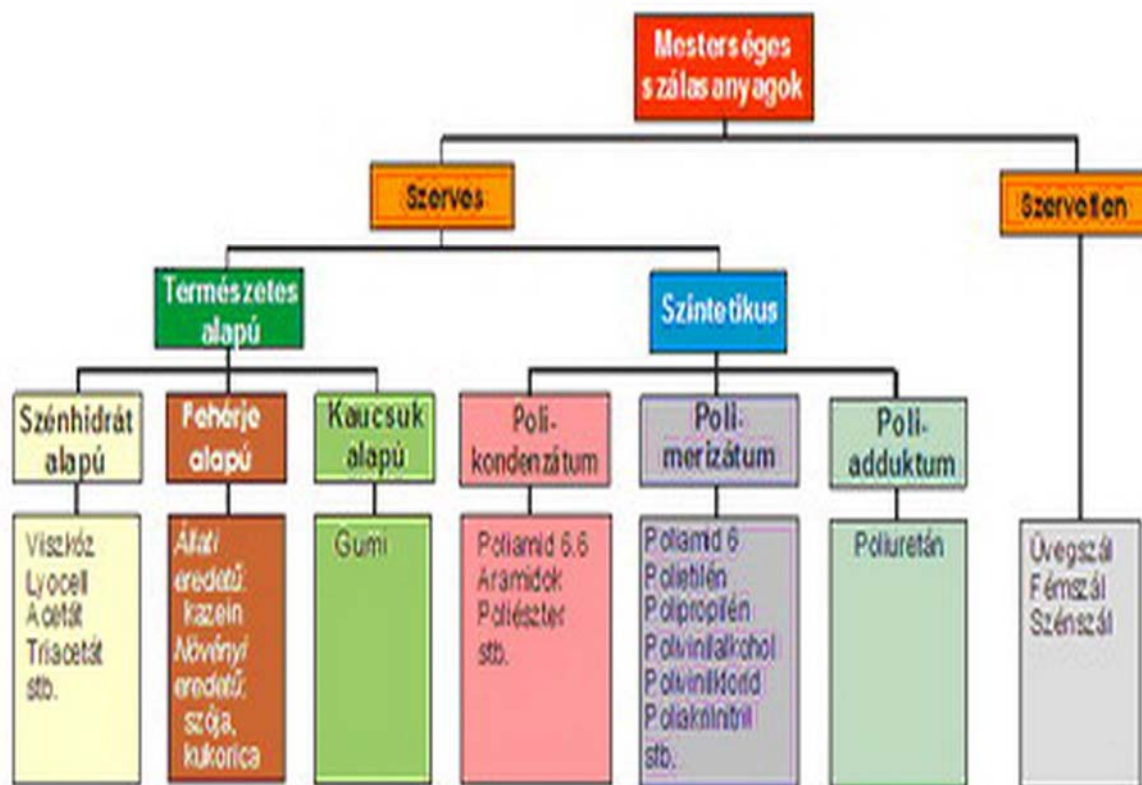 Mesterséges
szálasanyagok
Szerves
Szervetlen
Természetes
alapú
Szintetikus
Szénhidrát
alapú
Fehérje
alapú
Kaucsuk
alapú
Poli-
kondenzátum
Poli-
merizátum
Poli-
adduktum
Viszkóz
Lyocell
Acetát
Triacetát
stb.
Állati
eredetű:
kazein
Növényi
eredetű:
szója,
kukorica
Gumi
Poliamid 6.6
Aramidok
Poliészter
stb.
Poliamid 6
Polietilén
Polipropilén
Polivinilalkohol
Polivinilklorid
Poliakrilnitril
stb.
Poliuretán
Üvegszál
Fémszál
Szénszál